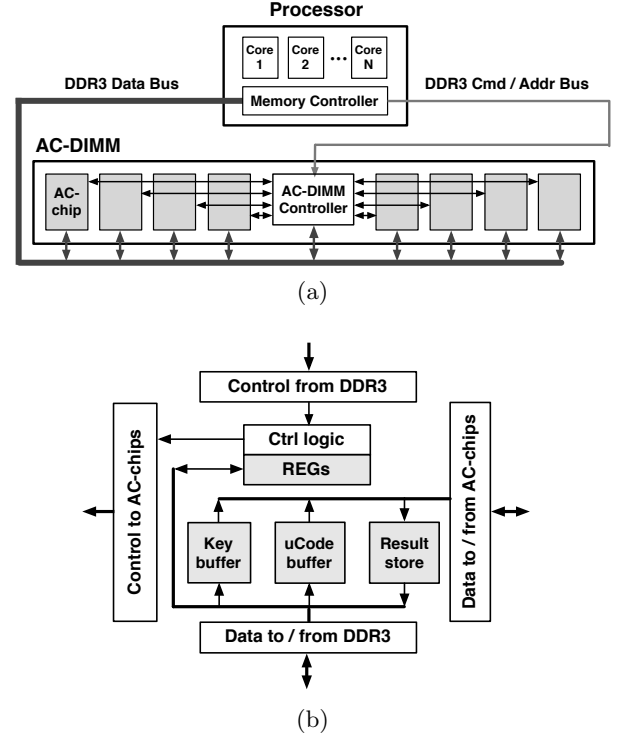 Processor
Core 1
Core 2
...
Core N
DDR3 Data Bus
Memory Controller
DDR3 Cmd / Addr Bus
AC-DIMM
AC-chip
AC-DIMM Controller
(a)
Control from DDR3
Ctrl logic
REGs
Control to AC-chips
Data to / from AC-chips
Key buffer
uCode buffer
Result store
Data to / from DDR3
(b)